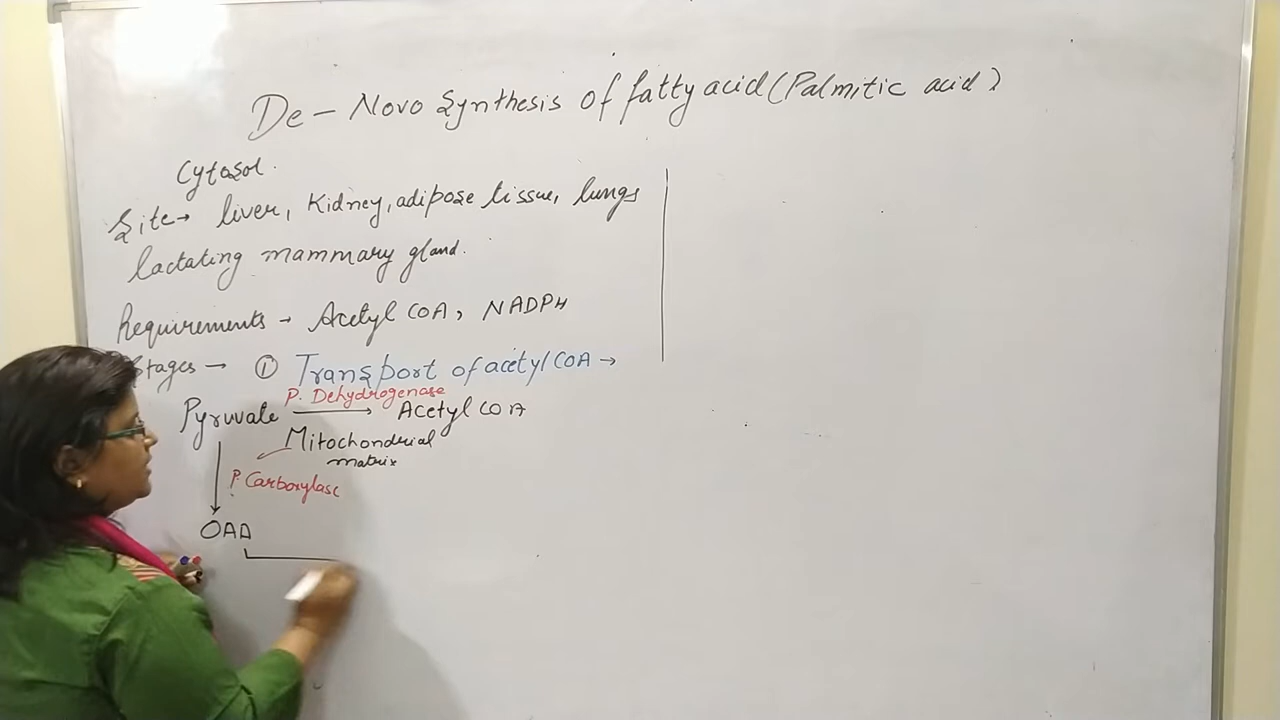 De - Novo Synthesis of fatty acid (Palmitic acid)
Cytosol.
Site → liver, Kidney, adipose tissue, lungs
lactating mammary gland.
Requirements → Acetyl COA, NADPH
Stages → ① Transport of acetyl COA →
P. Dehydrogenase
Pyruvate → Acetyl COA
Mitochondrial
matrix
P. Carboxylase
OAA